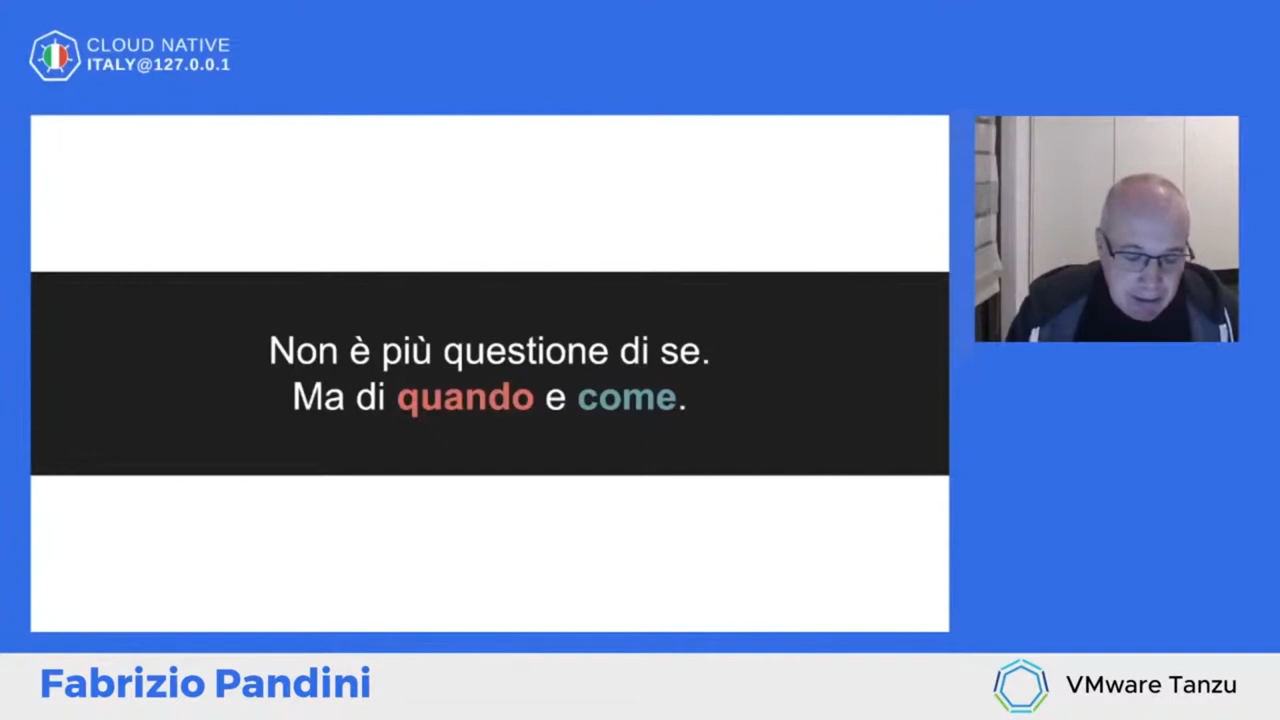 CLOUD NATIVE
ITALY@127.0.0.1
Non è più questione di se.
Ma di quando e come.
Fabrizio Pandini
VMware Tanzu